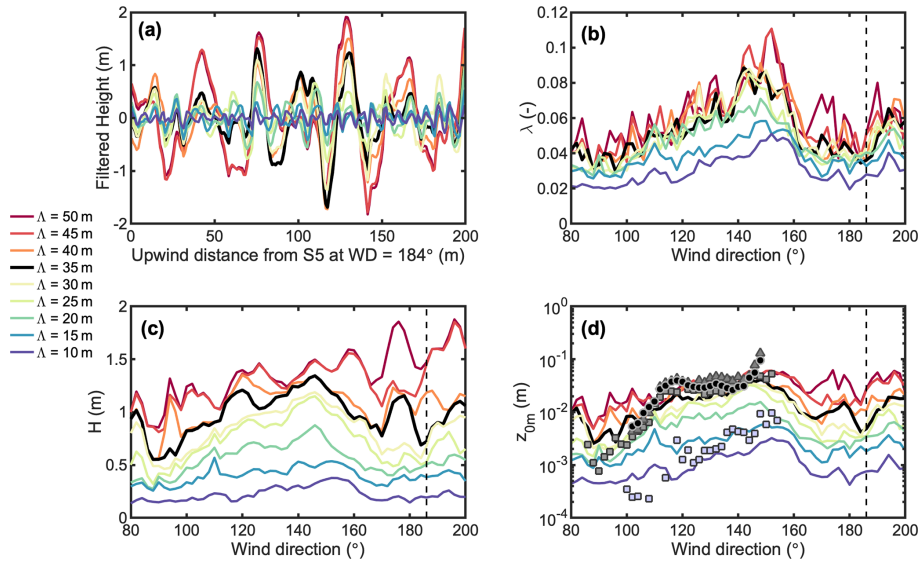 (a)
Filtered Height (m)
2
1
0
-1
-2
0
50
100
150
200
Upwind distance from S5 at WD = 184° (m)
(b)
λ (-)
0.12
0.1
0.08
0.06
0.04
0.02
0
80
100
120
140
160
180
200
Wind direction (°)
Λ = 50 m
Λ = 45 m
Λ = 40 m
Λ = 35 m
Λ = 30 m
Λ = 25 m
Λ = 20 m
Λ = 15 m
Λ = 10 m
(c)
H (m)
2
1.5
1
0.5
0
80
100
120
140
160
180
200
Wind direction (°)
(d)
z0m (m)
10^0
10^-1
10^-2
10^-3
10^-4
80
100
120
140
160
180
200
Wind direction (°)